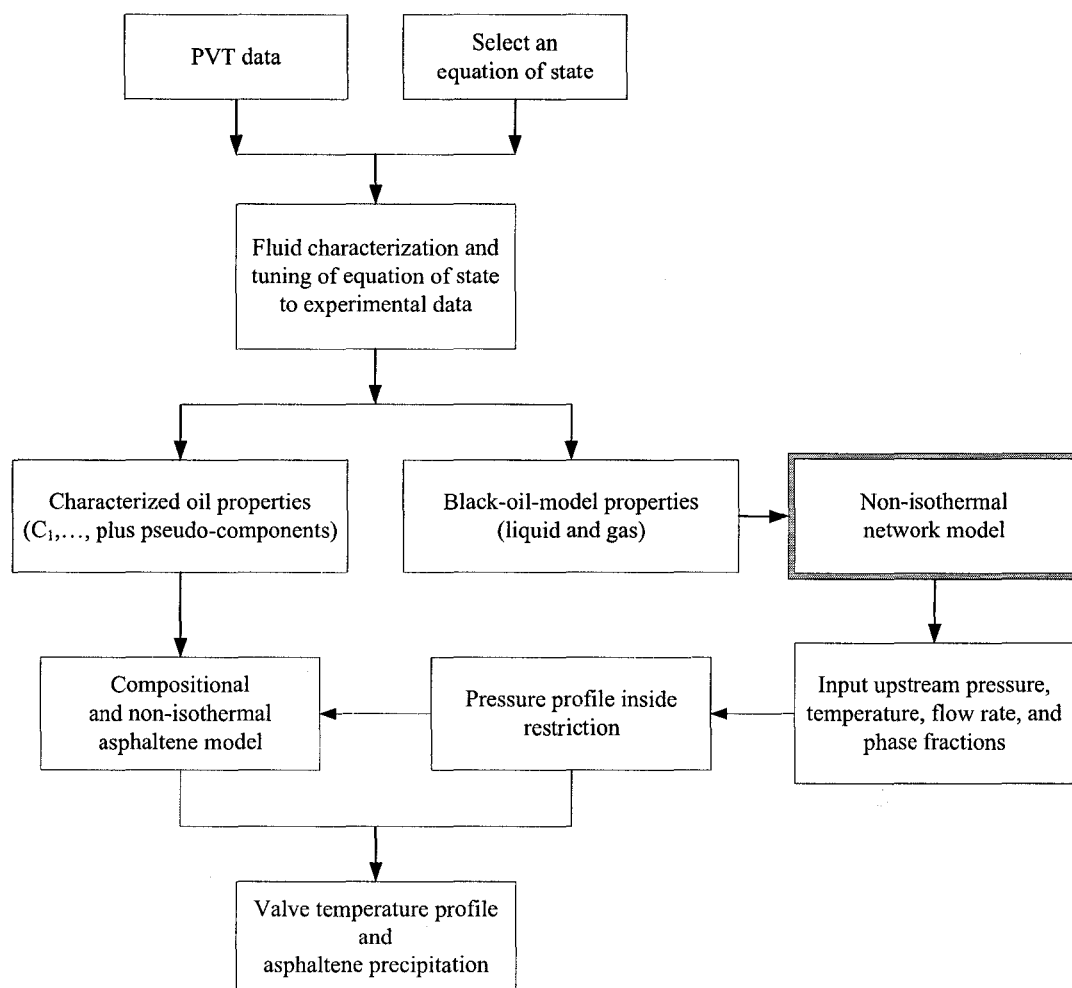 PVT data
Select an
equation of state
Fluid characterization and
tuning of equation of state
to experimental data
Characterized oil properties
(C₁,…, plus pseudo-components)
Black-oil-model properties
(liquid and gas)
Non-isothermal
network model
Compositional
and non-isothermal
asphaltene model
Pressure profile inside
restriction
Input upstream pressure,
temperature, flow rate, and
phase fractions
Valve temperature profile
and
asphaltene precipitation